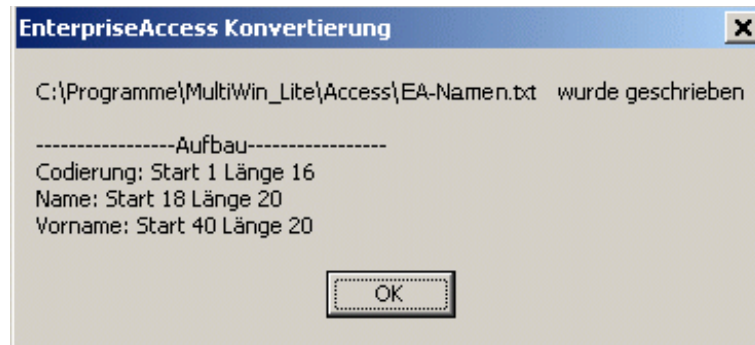 EnterpriseAccess Konvertierung
C:\Programme\MultiWin_Lite\Access\EA-Namen.txt wurde geschrieben
-----------------Aufbau-----------------
Codierung: Start 1 Länge 16
Name: Start 18 Länge 20
Vorname: Start 40 Länge 20
OK